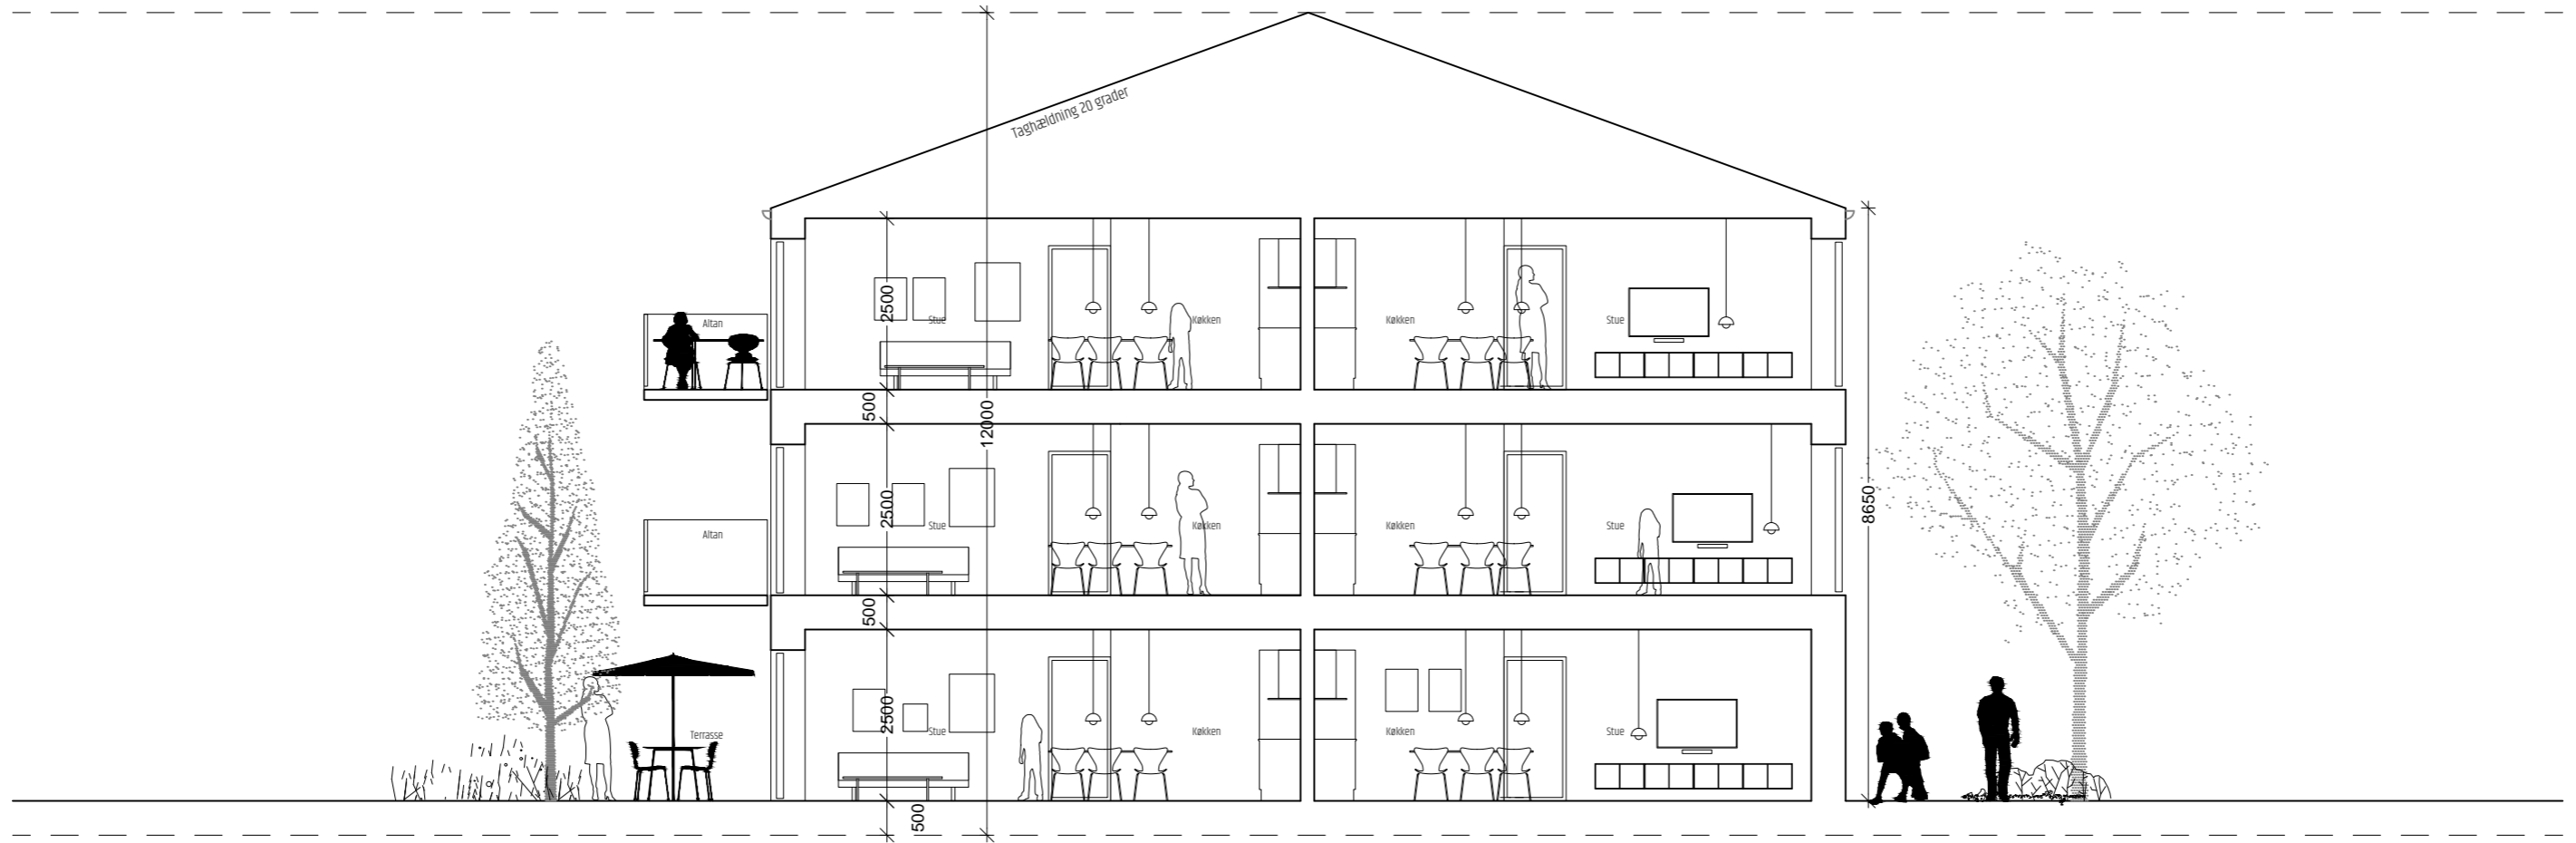 Taghældning 20 grader
2500
Altan
Stue
Køkken
Køkken
Stue
500
12000
8650
2500
Altan
Stue
Køkken
Køkken
Stue
500
2500
Terrasse
Stue
Køkken
Køkken
Stue
500